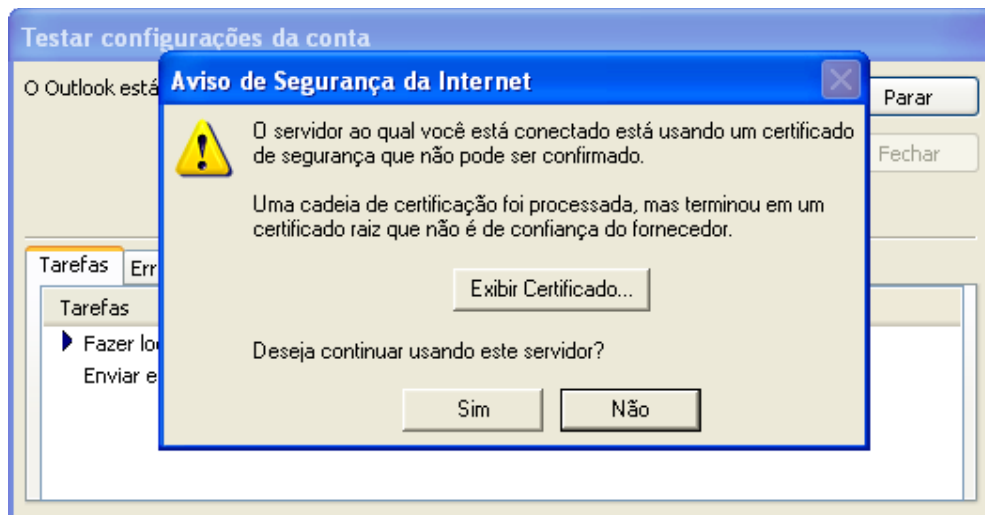 Testar configurações da conta
O Outlook está
Parar
Fechar
Aviso de Segurança da Internet
O servidor ao qual você está conectado está usando um certificado
de segurança que não pode ser confirmado.
Uma cadeia de certificação foi processada, mas terminou em um
certificado raiz que não é de confiança do fornecedor.
Exibir Certificado...
Deseja continuar usando este servidor?
Sim
Não
Tarefas
Tarefas
Fazer
Enviar